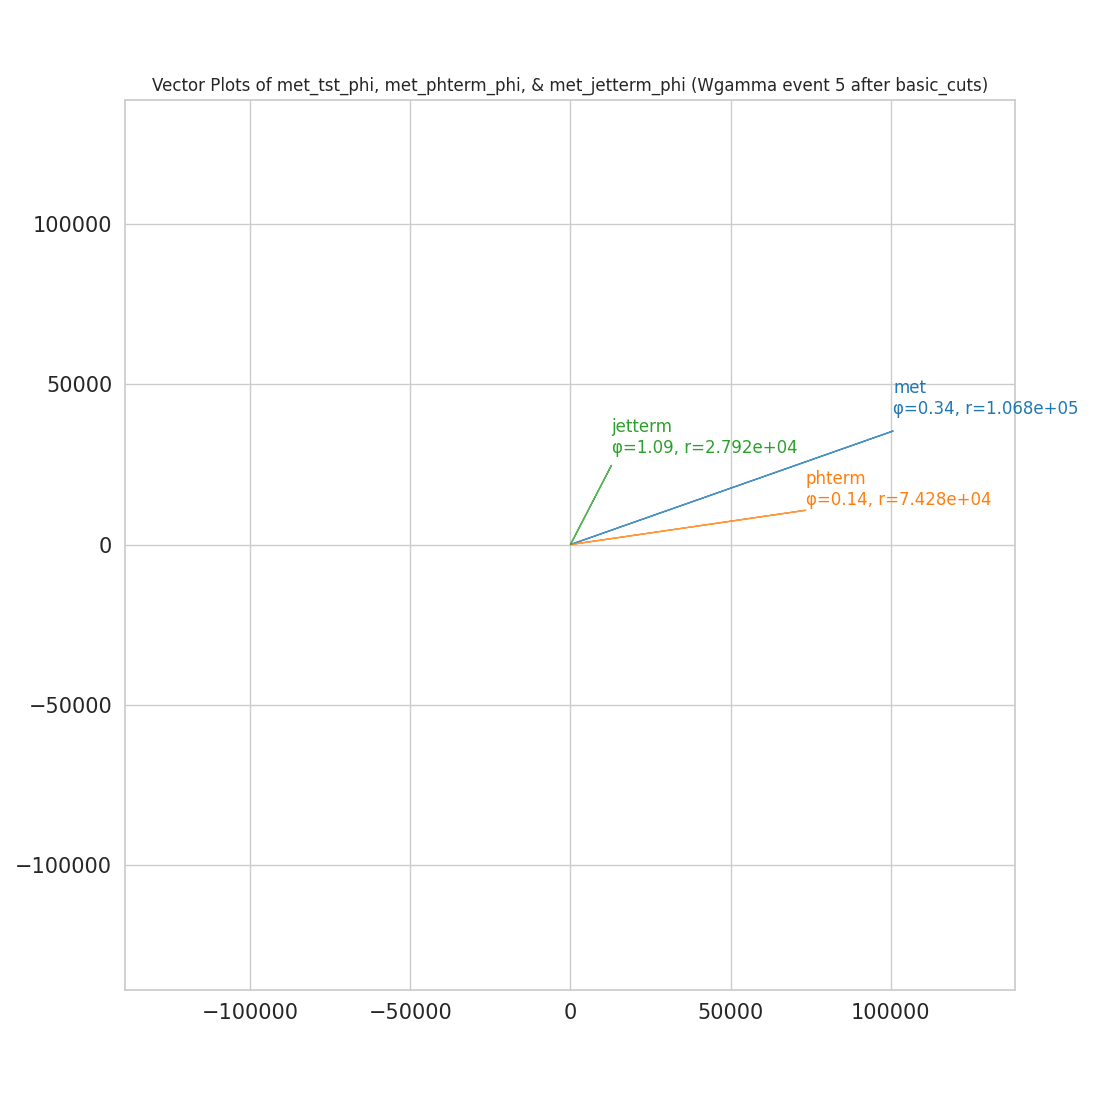 Vector Plots of met_tst_phi, met_phterm_phi, & met_jetterm_phi (Wgamma event 5 after basic_cuts)
100000
50000
0
−50000
−100000
met
φ=0.34, r=1.068e+05
jetterm
φ=1.09, r=2.792e+04
phterm
φ=0.14, r=7.428e+04
−100000
−50000
0
50000
100000